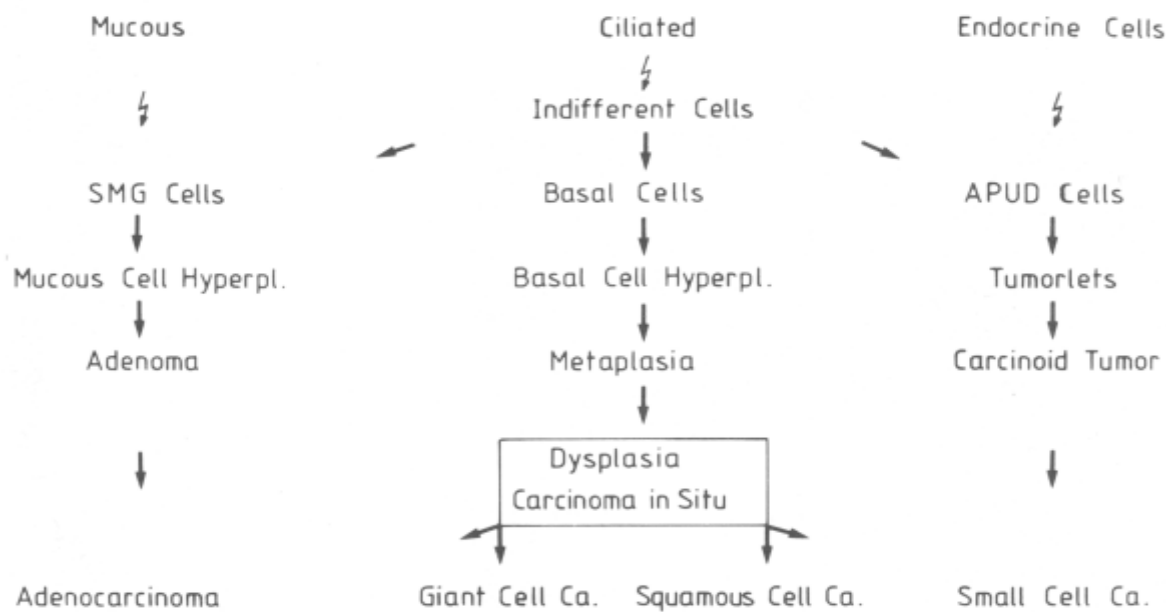 Mucous Ciliated Endocrine Cells
Indifferent Cells
SMG Cells Basal Cells APUD Cells
Mucous Cell Hyperpl. Basal Cell Hyperpl. Tumorlets
Adenoma Metaplasia Carcinoid Tumor
Dysplasia
Carcinoma in Situ
Adenocarcinoma Giant Cell Ca. Squamous Cell Ca. Small Cell Ca.